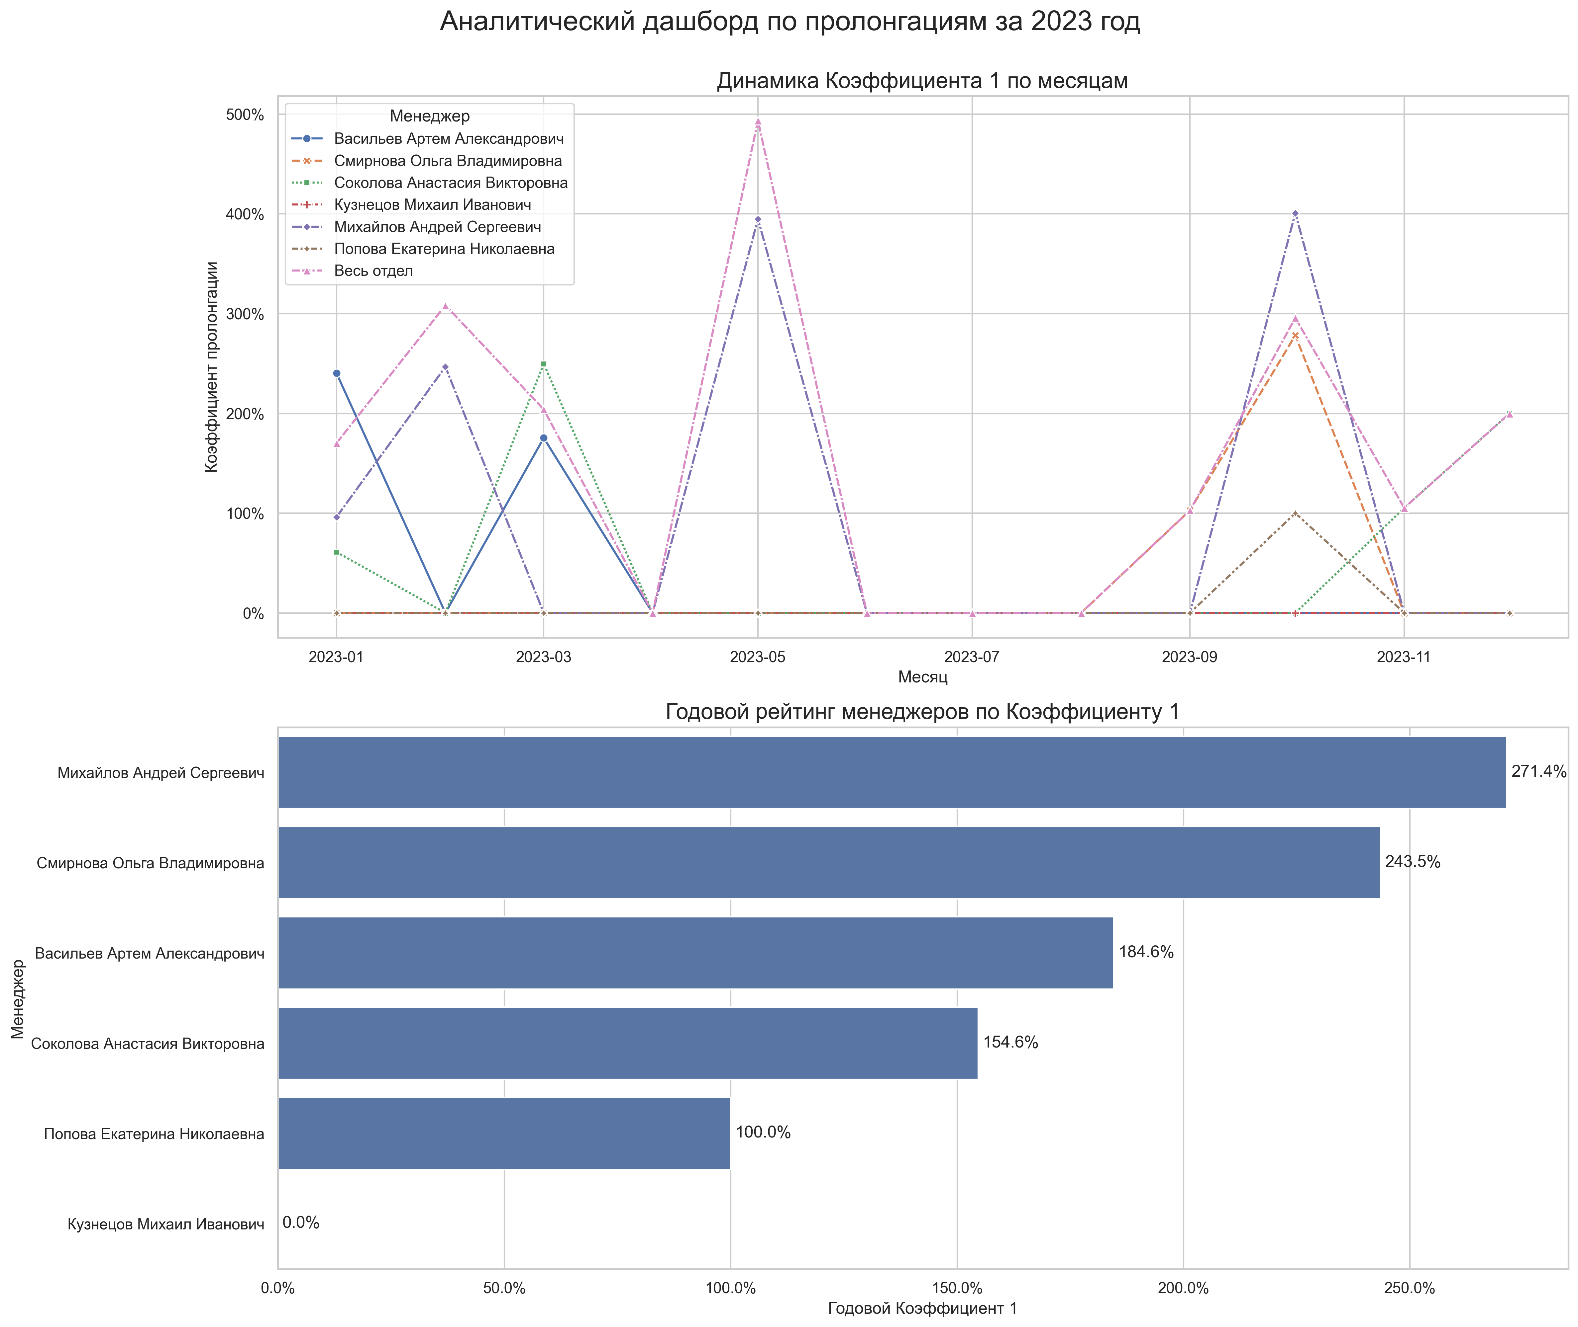 Аналитический дашборд по пролонгациям за 2023 год
Динамика Коэффициента 1 по месяцам
Менеджер
Васильев Артем Александрович
Смирнова Ольга Владимировна
Соколова Анастасия Викторовна
Кузнецов Михаил Иванович
Михайлов Андрей Сергеевич
Попова Екатерина Николаевна
Весь отдел
500%
400%
300%
200%
100%
0%
Коэффициент пролонгации
2023-01 2023-03 2023-05 2023-07 2023-09 2023-11
Месяц
Годовой рейтинг менеджеров по Коэффициенту 1
Менеджер
Михайлов Андрей Сергеевич 271.4%
Смирнова Ольга Владимировна 243.5%
Васильев Артем Александрович 184.6%
Соколова Анастасия Викторовна 154.6%
Попова Екатерина Николаевна 100.0%
Кузнецов Михаил Иванович 0.0%
0.0% 50.0% 100.0% 150.0% 200.0% 250.0%
Годовой Коэффициент 1